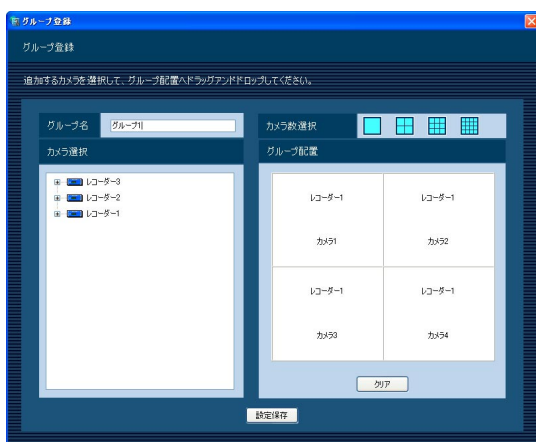 グループ登録
グループ登録
追加するカメラを選択して、グループ配置へドラッグアンドドロップしてください。
グループ名
グループ1
カメラ数選択
カメラ選択
グループ配置
レコーダー3
レコーダー2
レコーダー1
レコーダー1
カメラ1
レコーダー1
カメラ2
レコーダー1
カメラ3
レコーダー1
カメラ4
クリア
設定保存